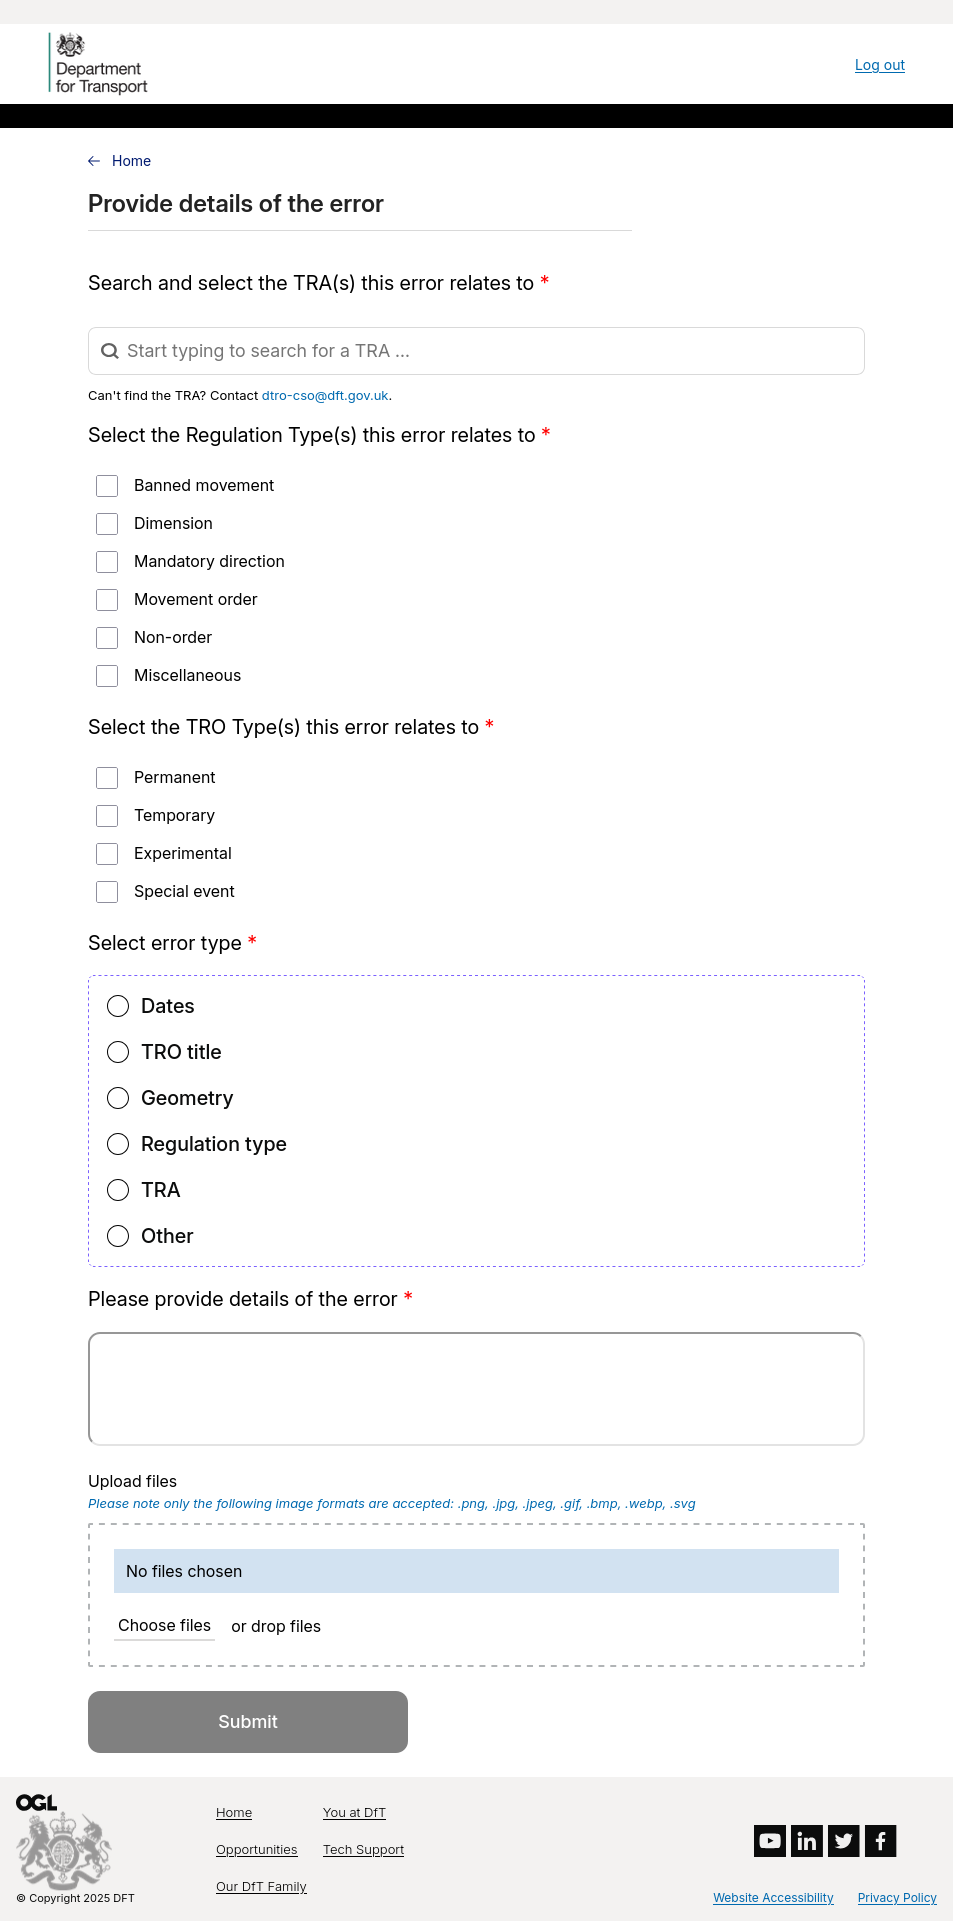 Department
for Transport
Log out
Home
Provide details of the error
Search and select the TRA(s) this error relates to *
Start typing to search for a TRA ...
Can't find the TRA? Contact dtro-cso@dft.gov.uk.
Select the Regulation Type(s) this error relates to *
Banned movement
Dimension
Mandatory direction
Movement order
Non-order
Miscellaneous
Select the TRO Type(s) this error relates to *
Permanent
Temporary
Experimental
Special event
Select error type *
Dates
TRO title
Geometry
Regulation type
TRA
Other
Please provide details of the error *
Upload files
Please note only the following image formats are accepted: .png, .jpg, .jpeg, .gif, .bmp, .webp, .svg
No files chosen
Choose files or drop files
Submit
OGL
© Copyright 2025 DFT
Home
You at DfT
Opportunities
Tech Support
Our DfT Family
Website Accessibility
Privacy Policy